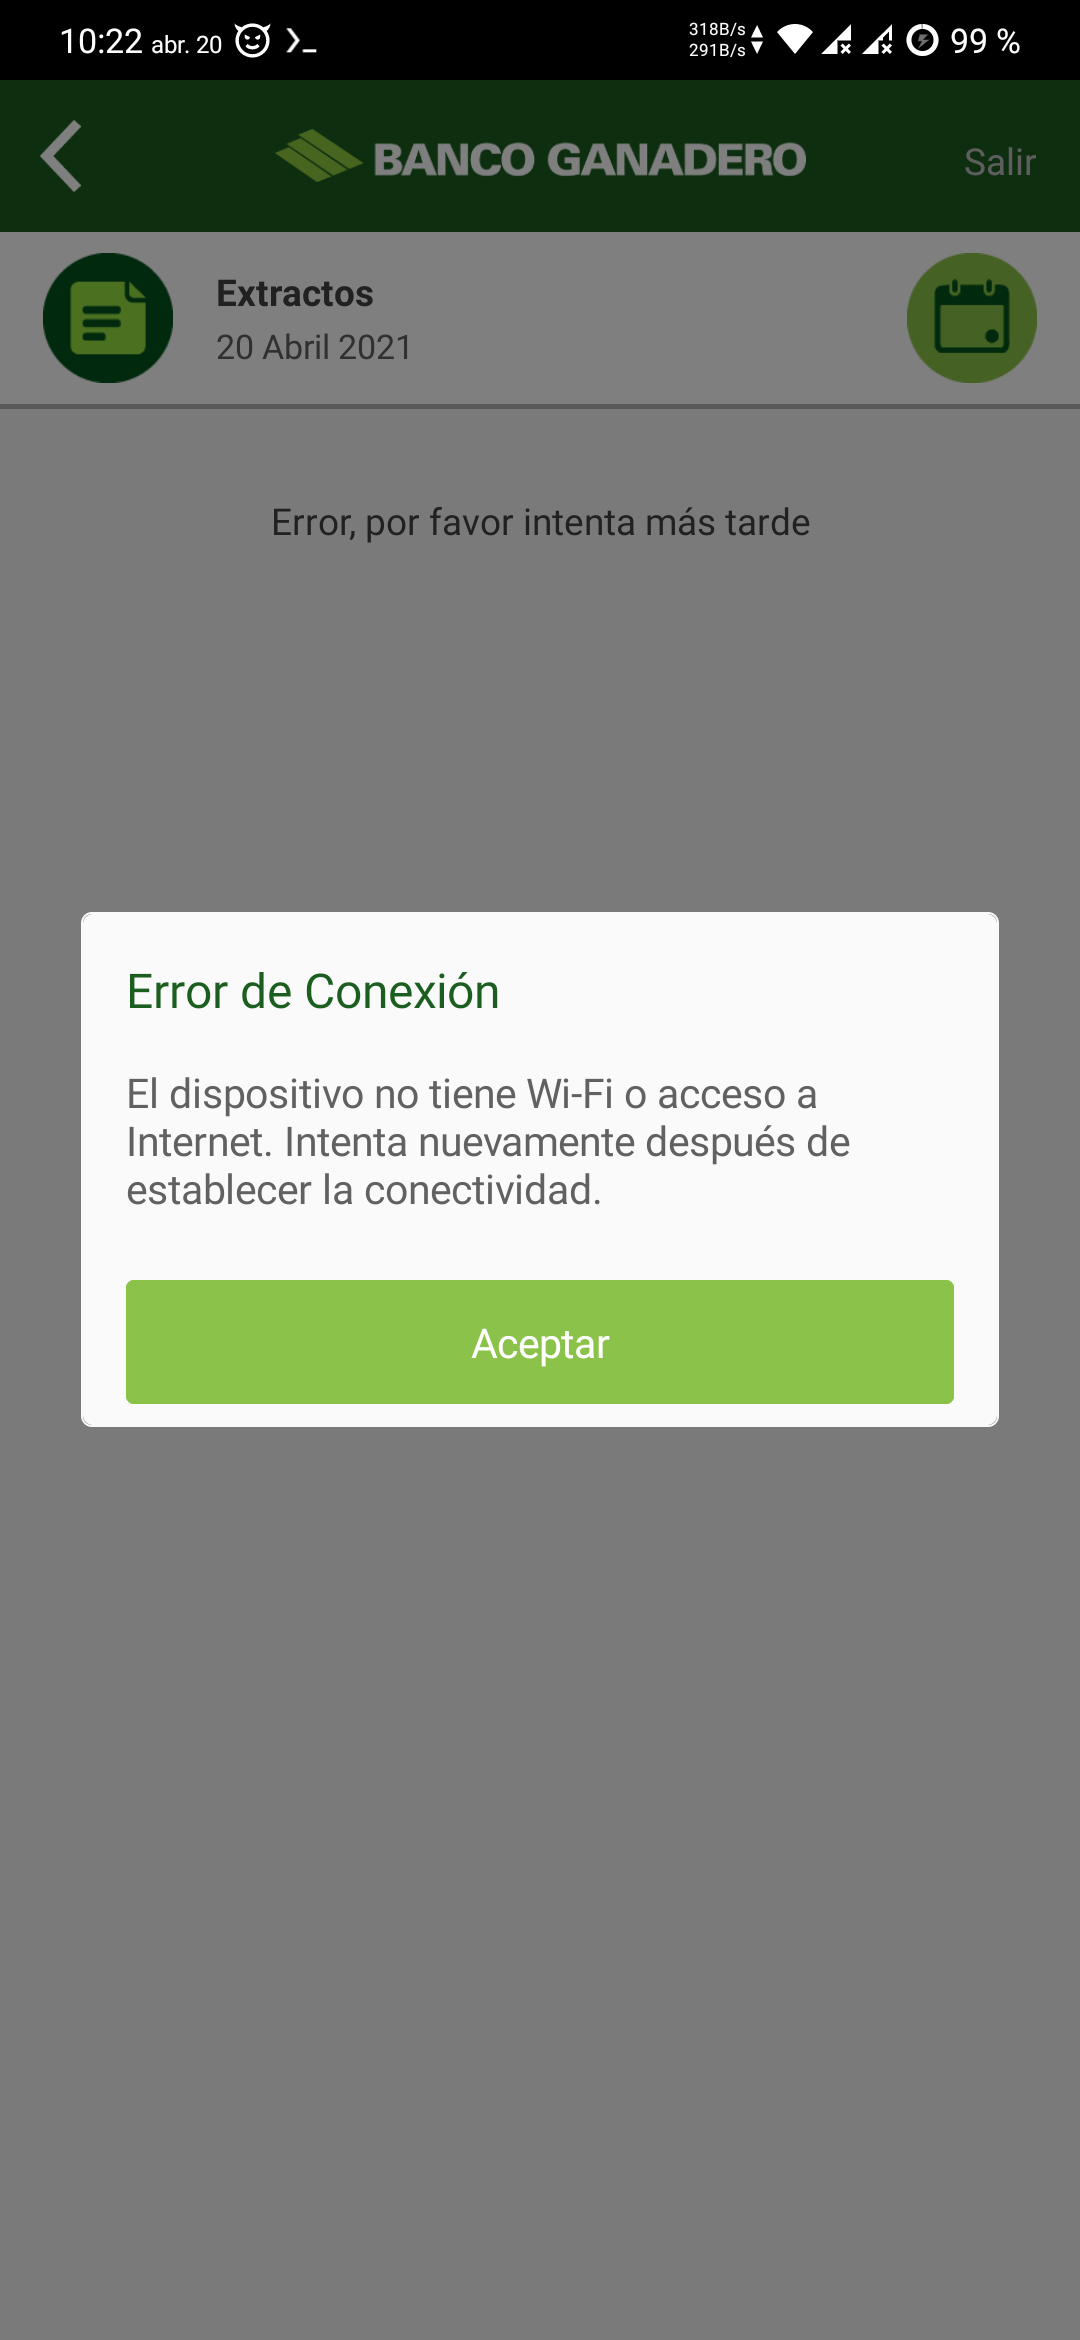 10:22 abr. 20
318B/s
291B/s
99 %
BANCO GANADERO
Salir
Extractos
20 Abril 2021
Error, por favor intenta más tarde
Error de Conexión
El dispositivo no tiene Wi-Fi o acceso a
Internet. Intenta nuevamente después de
establecer la conectividad.
Aceptar